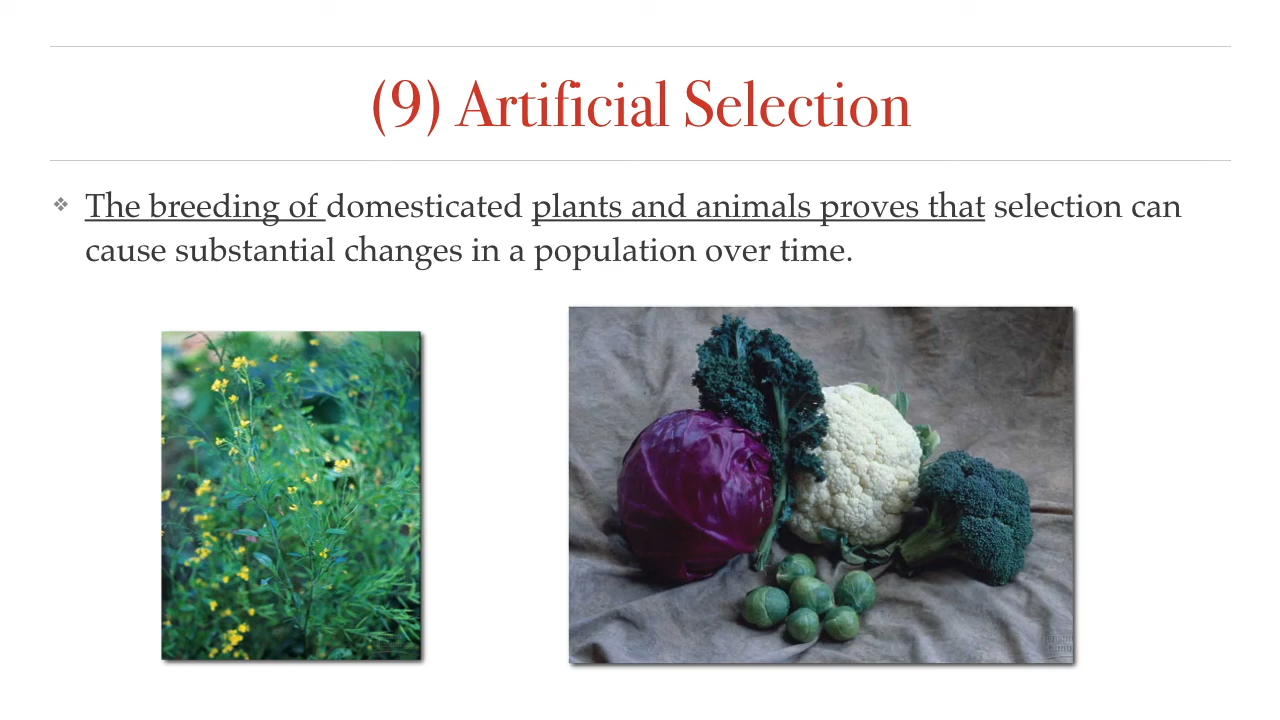 (9) Artificial Selection
The breeding of domesticated plants and animals proves that selection can
cause substantial changes in a population over time.